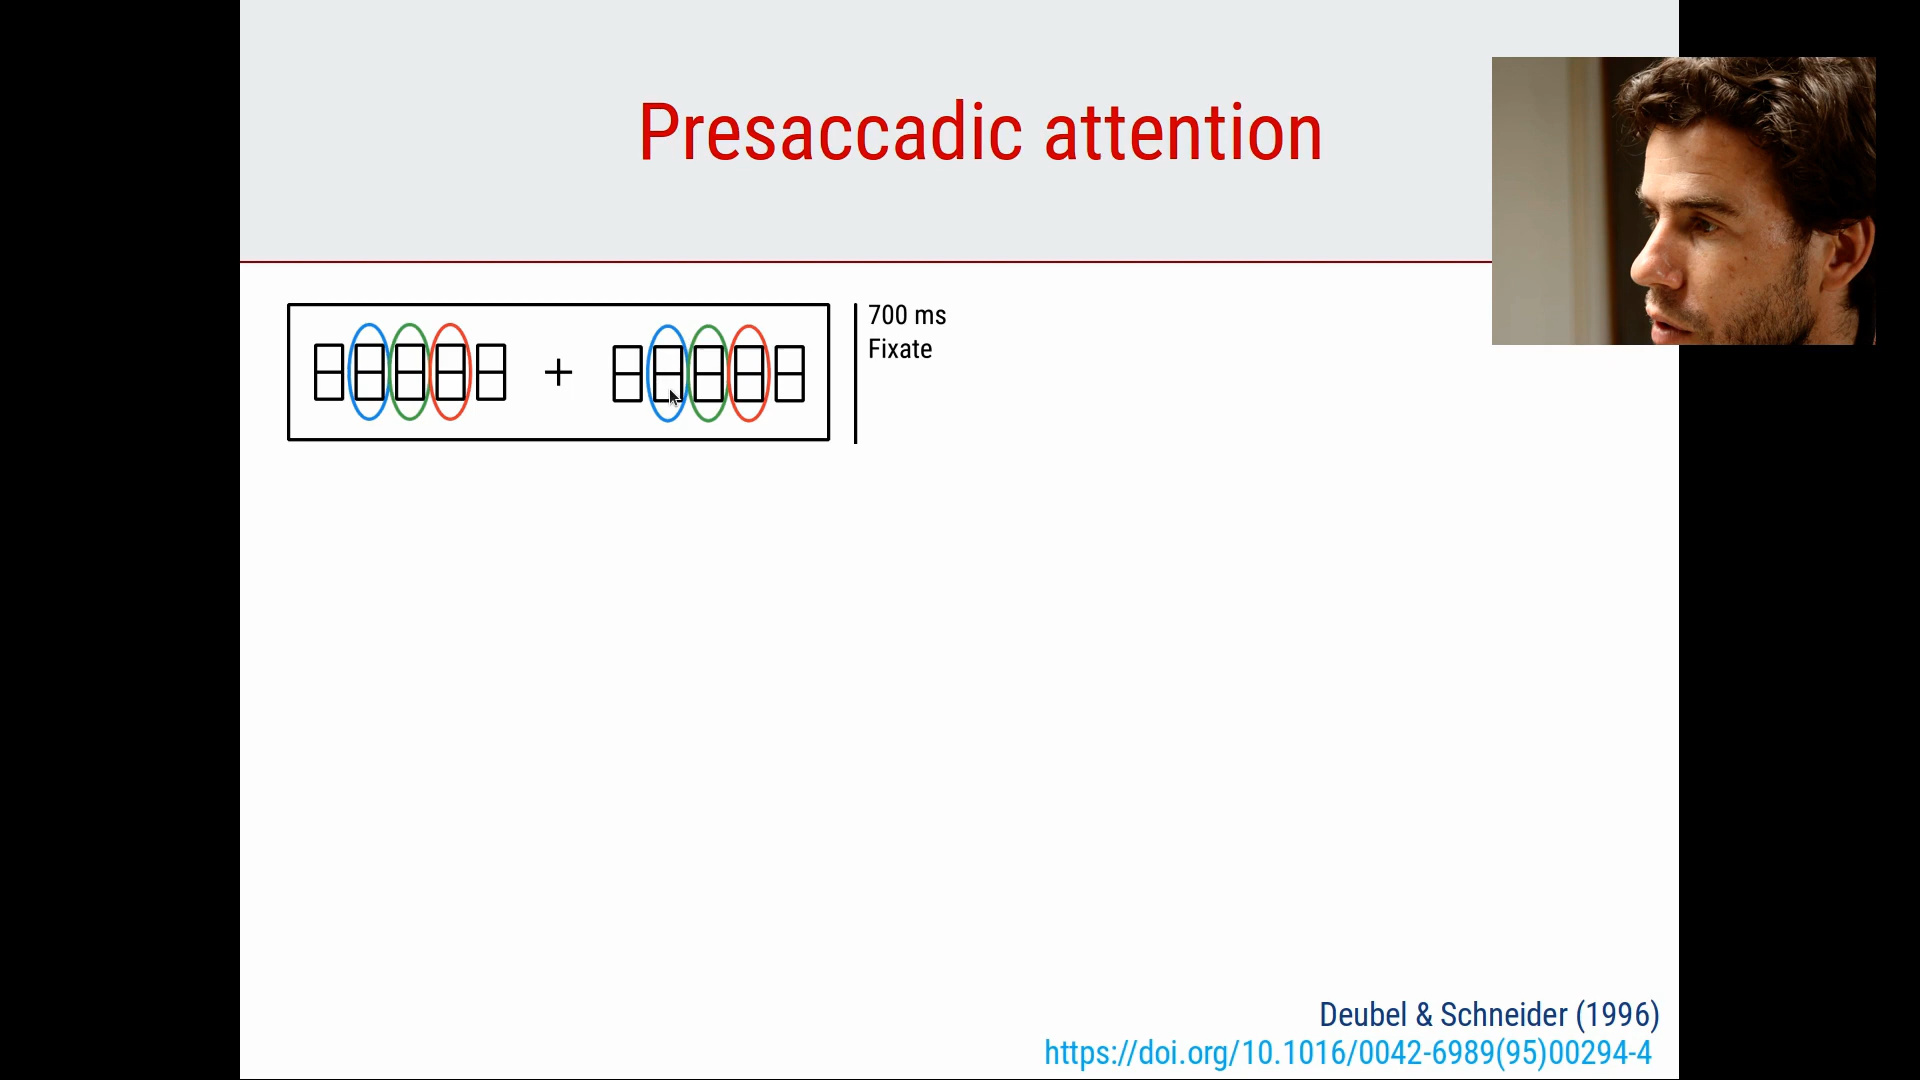 Presaccadic attention
700 ms
Fixate
Deubel & Schneider (1996)
https://doi.org/10.1016/0042-6989(95)00294-4